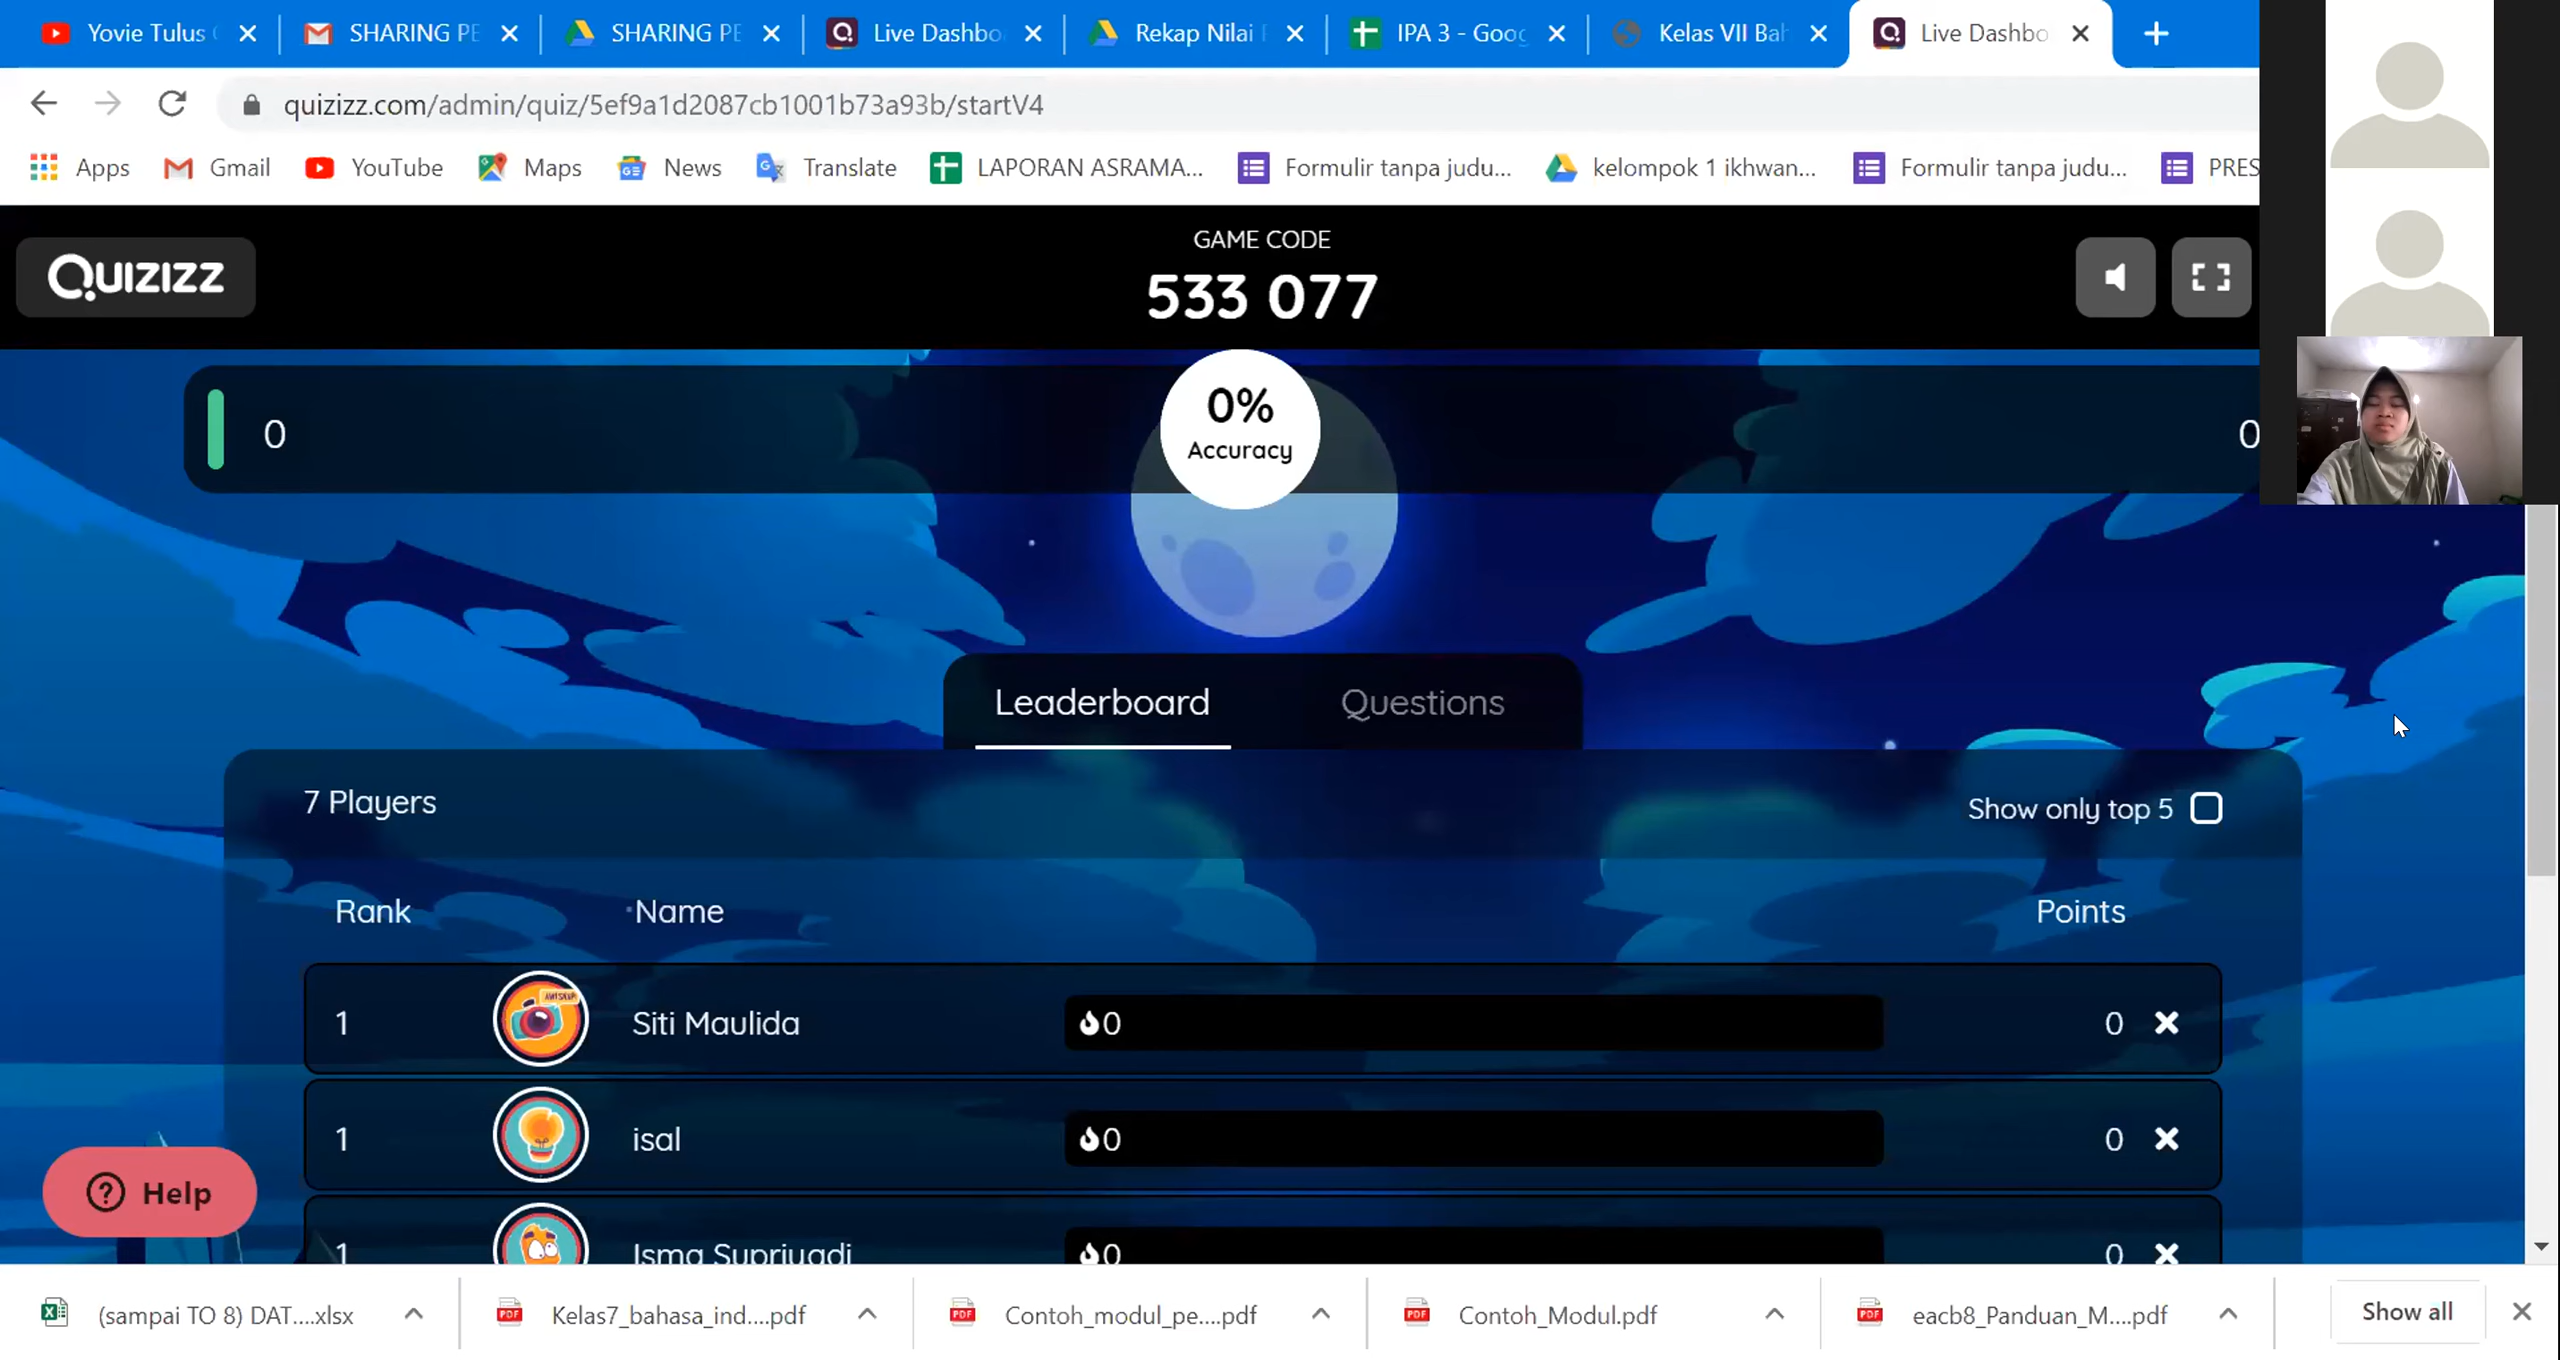 Yovie Tulus
SHARING PE
SHARING PE
Live Dashbo
Rekap Nilai
IPA 3 - Goog
Kelas VII Bah
Live Dashbo
quizizz.com/admin/quiz/5ef9a1d2087cb1001b73a93b/startV4
Apps
Gmail
YouTube
Maps
News
Translate
LAPORAN ASRAMA...
Formulir tanpa judu...
kelompok 1 ikhwan...
Formulir tanpa judu...
PRES
QUIZIZZ
GAME CODE
533 077
0
0%
Accuracy
0
Leaderboard
Questions
7 Players
Show only top 5
Rank
Name
Points
1
Siti Maulida
0
0
1
isal
0
0
1
Isma Supriyadi
0
0
Help
(sampai TO 8) DAT....xlsx
Kelas7_bahasa_ind....pdf
Contoh_modul_pe....pdf
Contoh_Modul.pdf
eacb8_Panduan_M....pdf
Show all